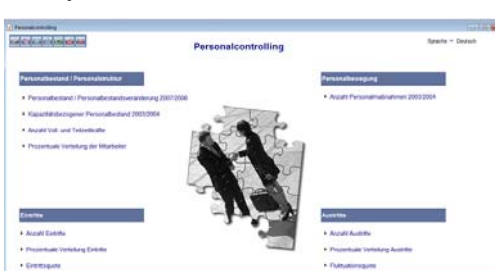 Personalcontrolling
Sprache Deutsch
Personalcontrolling
Personalbestand / Personalstruktur
Personalbewegung
Personalbestand / Personalbestandsveränderung 2007/2008
Anzahl Personalmaßnahmen 2003/2004
Kapazitätsbezogener Personalbestand 2003/2004
Anzahl Voll- und Teilzeitkräfte
Prozentuale Verteilung der Mitarbeiter
Eintritte
Austritte
Anzahl Eintritte
Anzahl Austritte
Prozentuale Verteilung Eintritte
Prozentuale Verteilung Austritte
Eintrittsquote
Fluktuationsquote